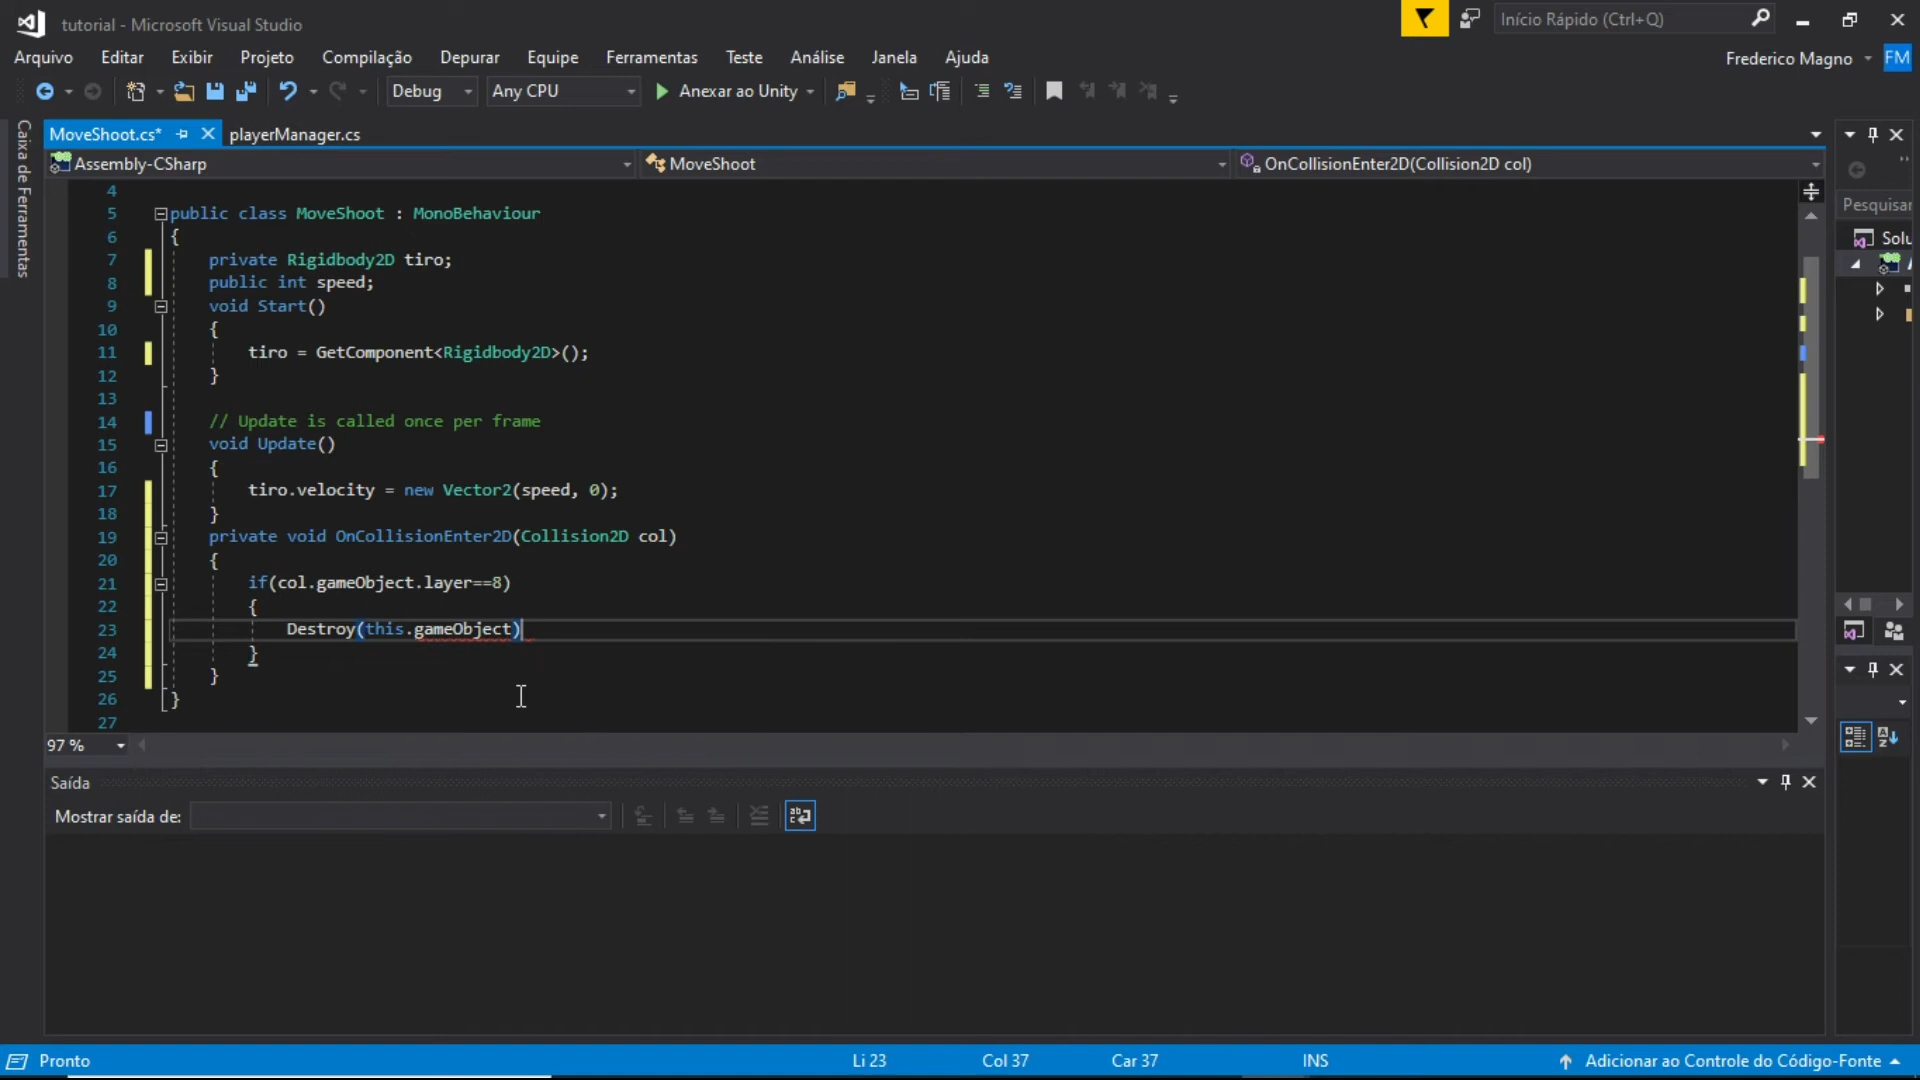 tutorial - Microsoft Visual Studio
Início Rápido (Ctrl+Q)
Arquivo Editar Exibir Projeto Compilação Depurar Equipe Ferramentas Teste Análise Janela Ajuda
Frederico Magno FM
Debug Any CPU Anexar ao Unity
Caixa de Ferramentas
MoveShoot.cs* playerManager.cs
Assembly-CSharp MoveShoot OnCollisionEnter2D(Collision2D col)
Pesquisar
Solu
4
5 public class MoveShoot : MonoBehaviour
6 {
7 private Rigidbody2D tiro;
8 public int speed;
9 void Start()
10 {
11 tiro = GetComponent<Rigidbody2D>();
12 }
13
14 // Update is called once per frame
15 void Update()
16 {
17 tiro.velocity = new Vector2(speed, 0);
18 }
19 private void OnCollisionEnter2D(Collision2D col)
20 {
21 if(col.gameObject.layer==8)
22 {
23 Destroy(this.gameObject)
24 }
25 }
26 }
27
97 %
Saída
Mostrar saída de:
Pronto Li 23 Col 37 Car 37 INS Adicionar ao Controle do Código-Fonte